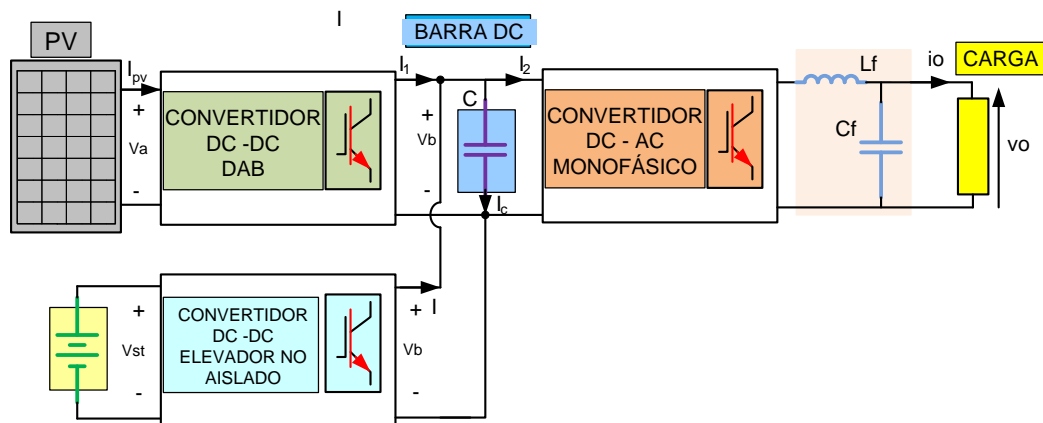 I
BARRA DC
PV
I1
I2
Lf
io
CARGA
Ipv
C
+
CONVERTIDOR
DC -DC
DAB
+
CONVERTIDOR
DC - AC
MONOFÁSICO
Cf
Va
Vb
vo
-
-
Ic
I
+
CONVERTIDOR
DC -DC
ELEVADOR NO
AISLADO
+
Vst
Vb
-
-